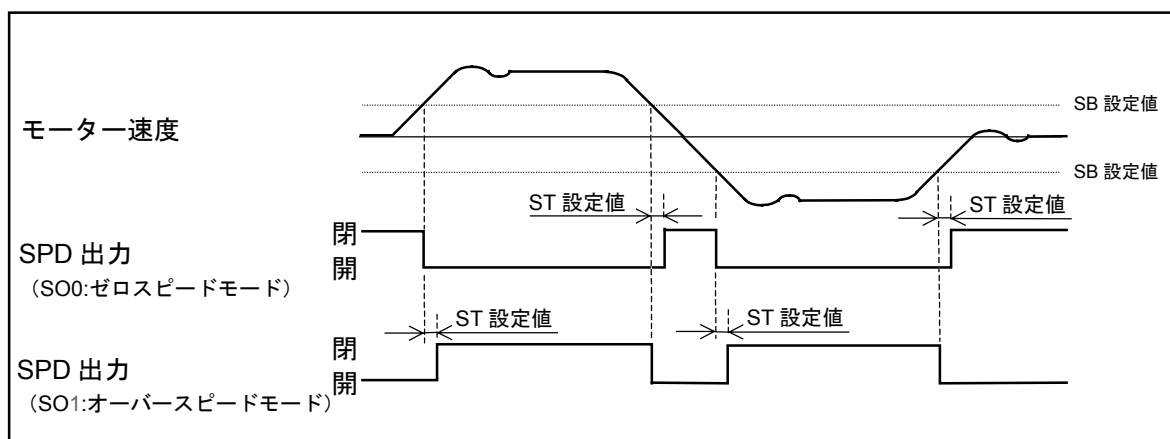 SB 設定値
モーター速度
SB 設定値
ST 設定値
ST 設定値
SPD 出力
(SO0:ゼロスピードモード)
閉
開
ST 設定値
ST 設定値
SPD 出力
(SO1:オーバースピードモード)
閉
開